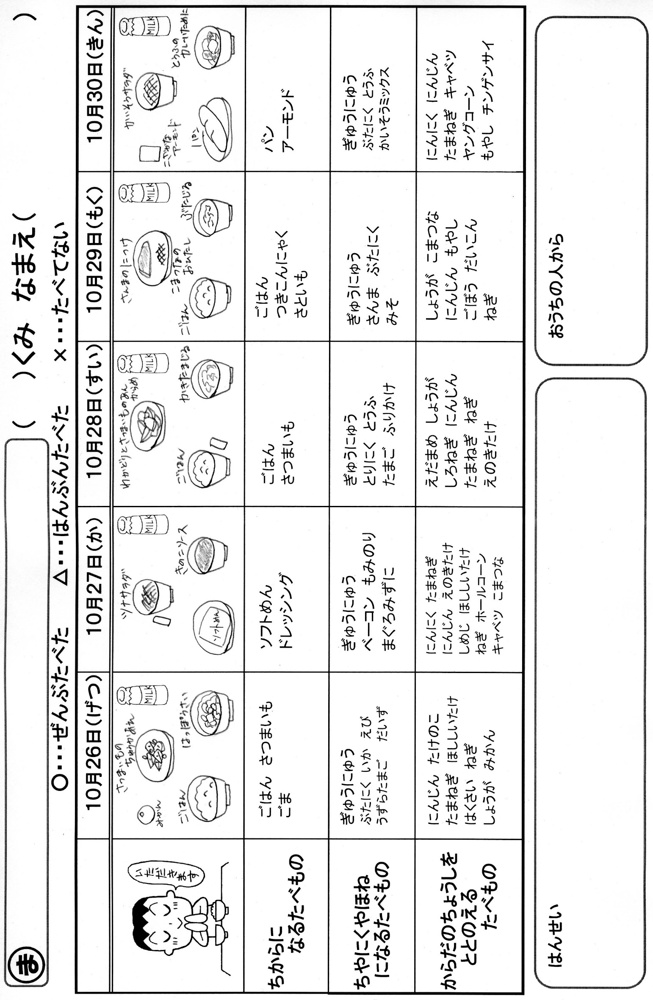 ま
( )くみ なまえ( )
○・・・ぜんぶたべた △・・・はんぶんたべた ×・・・たべてない
10月26日(げつ) 10月27日(か) 10月28日(すい) 10月29日(もく) 10月30日(きん)
いただきます
さつまいもの
ちゅうかあえ
MILK
みかん
ごはん
はっぽうさい
ツナサラダ
MILK
ソフトめん
きのこソース
わかどりとさつまいものあん
からめ
MILK
ごはん
かきたまじる
さんまのにつけ
MILK
こまつなの
おひたし
ごはん
ぶたじる
かいそうサラダ
MILK
こざかな
アーモンド
パン
とうふの
カレーいために
ちからに
なるたべもの
ごはん さつまいも
ごま
ソフトめん
ドレッシング
ごはん
さつまいも
ごはん
つきこんにゃく
さといも
パン
アーモンド
ちやにくやほね
になるたべもの
ぎゅうにゅう
ぶたにく いか えび
うずらたまご だいず
ぎゅうにゅう
ベーコン もみのり
まぐろみずに
ぎゅうにゅう
とりにく とうふ
たまご ふりかけ
ぎゅうにゅう
さんま ぶたにく
みそ
ぎゅうにゅう
ぶたにく とうふ
かいそうミックス
からだのちょうしを
ととのえる
たべもの
にんじん たけのこ
たまねぎ ほししいたけ
はくさい ねぎ
しょうが みかん
にんにく たまねぎ
にんじん えのきたけ
しめじ ほししいたけ
ねぎ ホールコーン
キャベツ こまつな
えだまめ しょうが
しろねぎ にんじん
たまねぎ ねぎ
えのきたけ
しょうが こまつな
にんじん もやし
ごぼう だいこん
ねぎ
にんにく にんじん
たまねぎ キャベツ
ヤングコーン
もやし チンゲンサイ
はんせい
おうちの人から